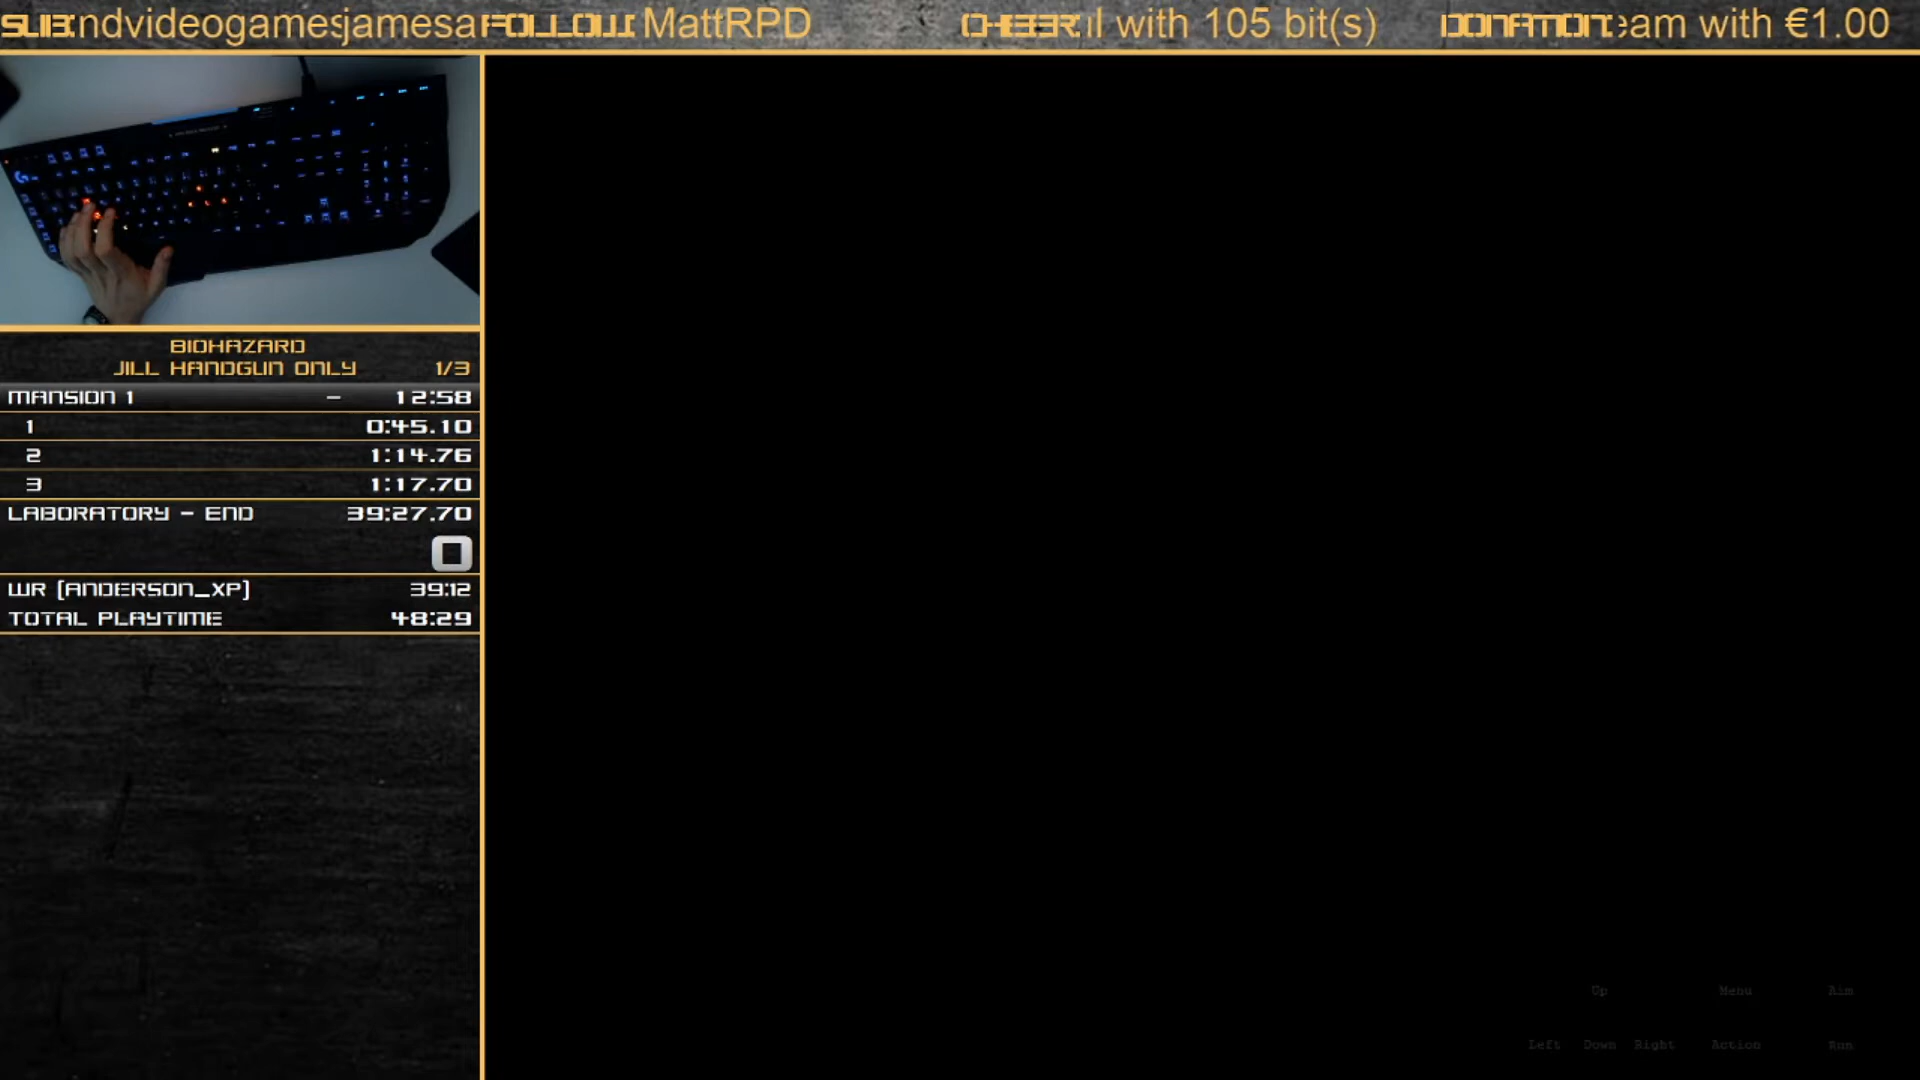 SUB: ndvideogamesjamesa FOLLOW: MattRPD CHEER: il with 105 bit(s) DONATION: eam with €1.00
BIOHAZARD
JILL HANDGUN ONLY 1/3
MANSION 1 – 12:58
1 0:45.10
2 1:14.76
3 1:17.70
LABORATORY - END 39:27.70
WR [ANDERSON_XP] 39:12
TOTAL PLAYTIME 48:29
Up Menu Aim
Left Down Right Action Run